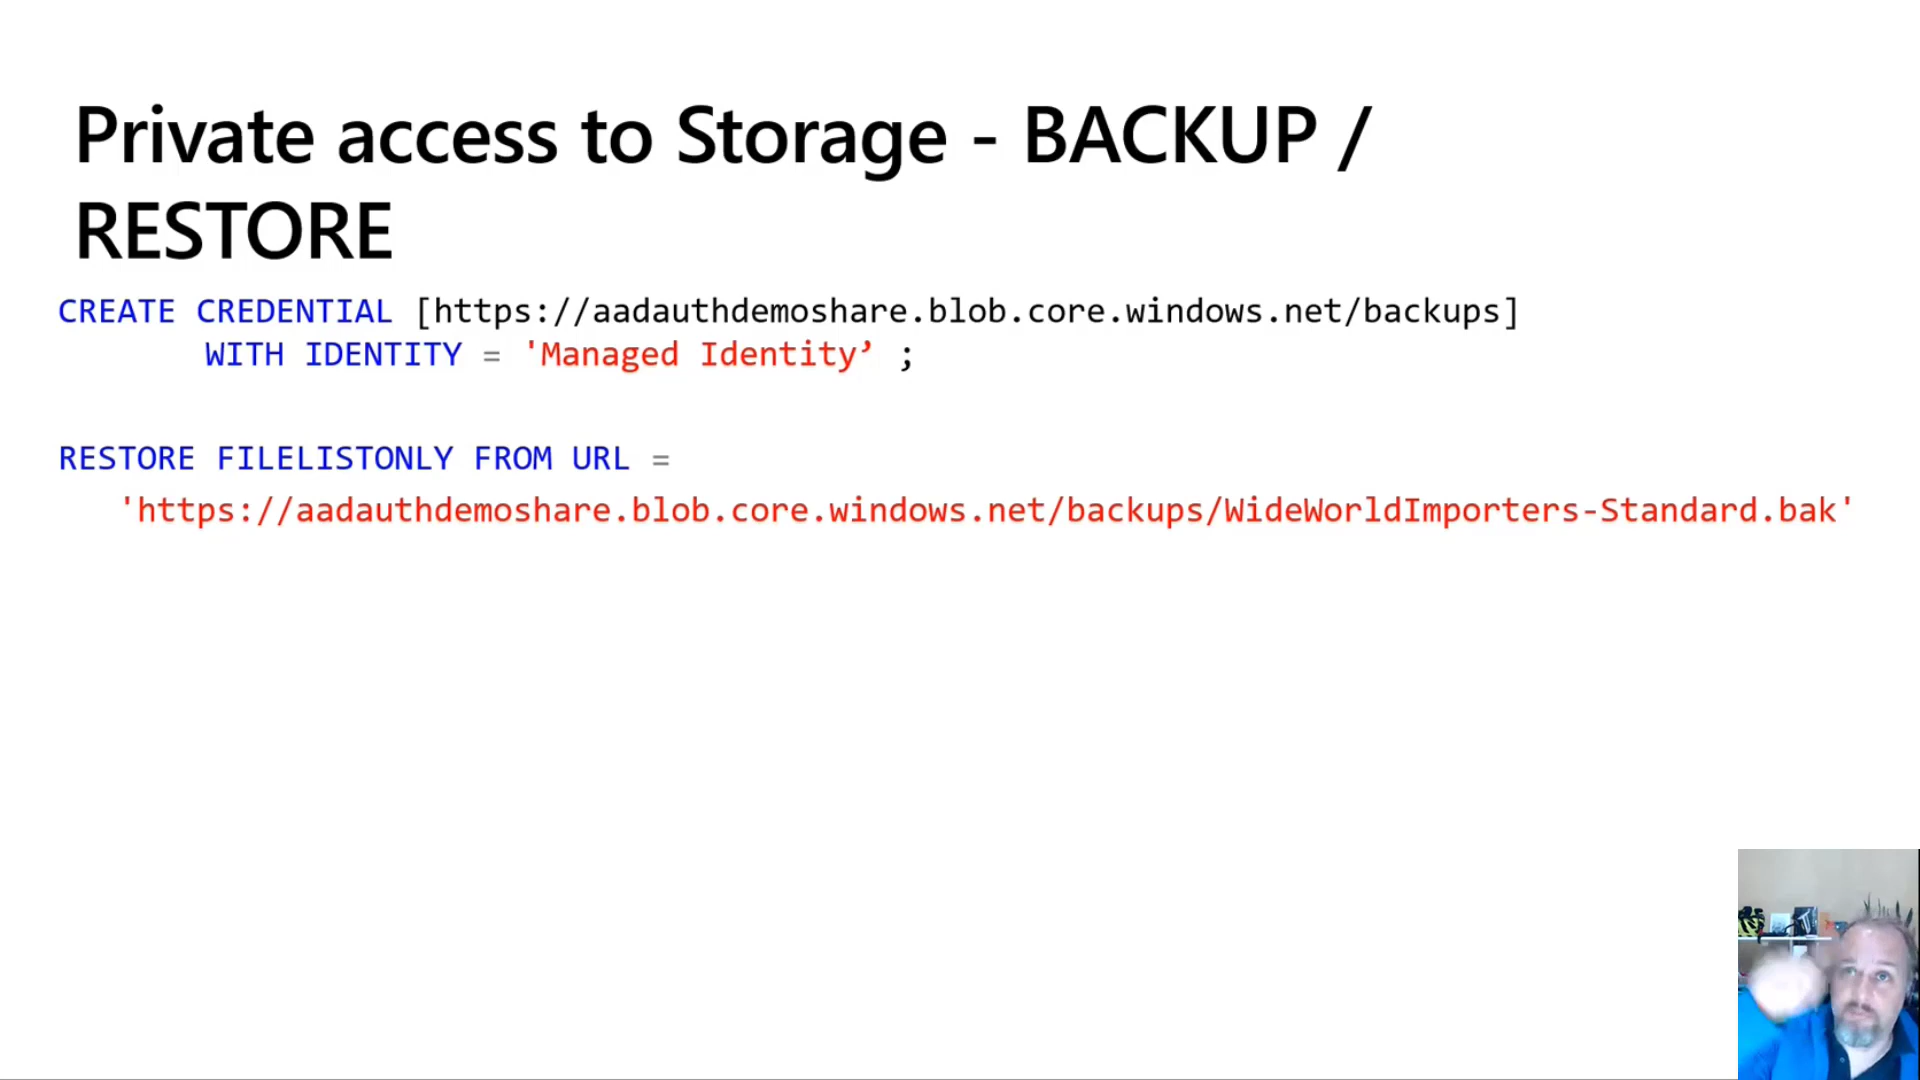 Private access to Storage - BACKUP /
RESTORE
CREATE CREDENTIAL [https://aadauthdemoshare.blob.core.windows.net/backups]
WITH IDENTITY = 'Managed Identity’ ;
RESTORE FILELISTONLY FROM URL =
'https://aadauthdemoshare.blob.core.windows.net/backups/WideWorldImporters-Standard.bak'